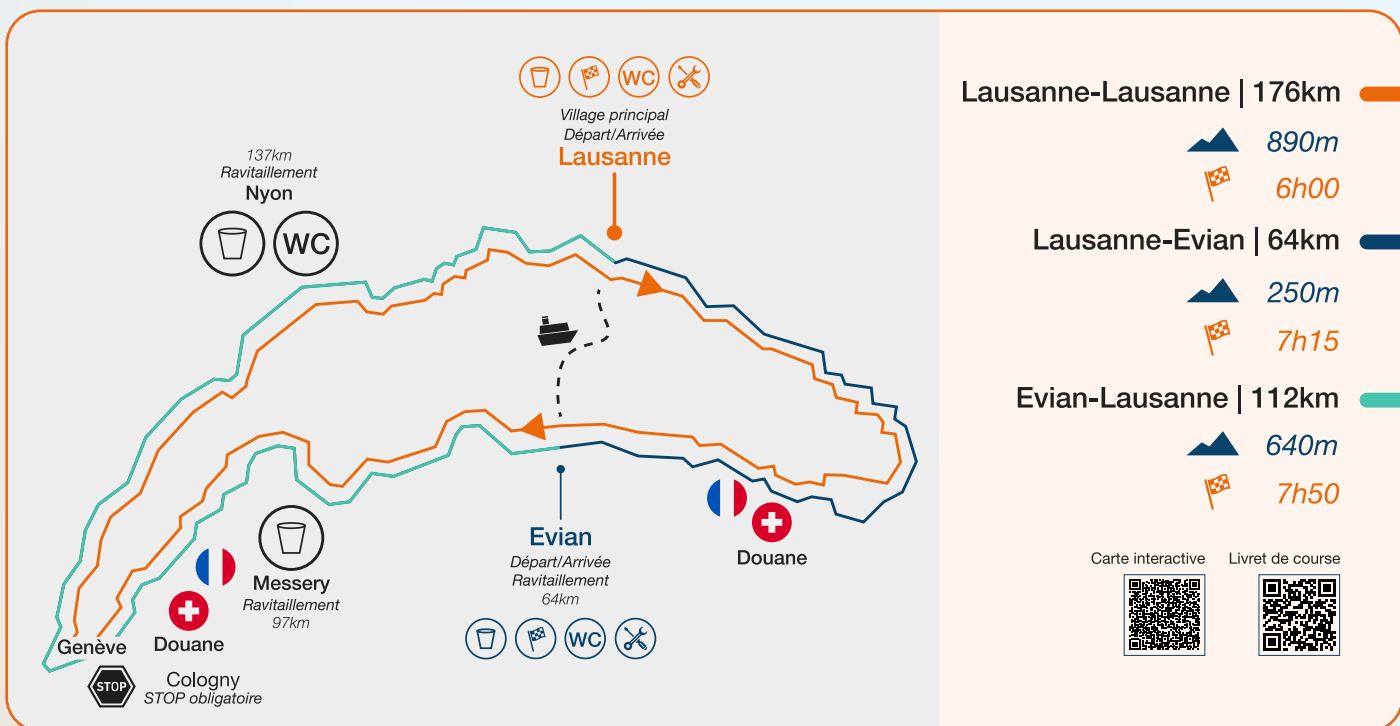 WC
Village principal
Départ/Arrivée
Lausanne
137km
Ravitaillement
Nyon
WC
Evian
Départ/Arrivée
Ravitaillement
64km
WC
Douane
Messery
Ravitaillement
97km
Douane
Genève
STOP
Cologny
STOP obligatoire
Lausanne-Lausanne | 176km
890m
6h00
Lausanne-Evian | 64km
250m
7h15
Evian-Lausanne | 112km
640m
7h50
Carte interactive
Livret de course